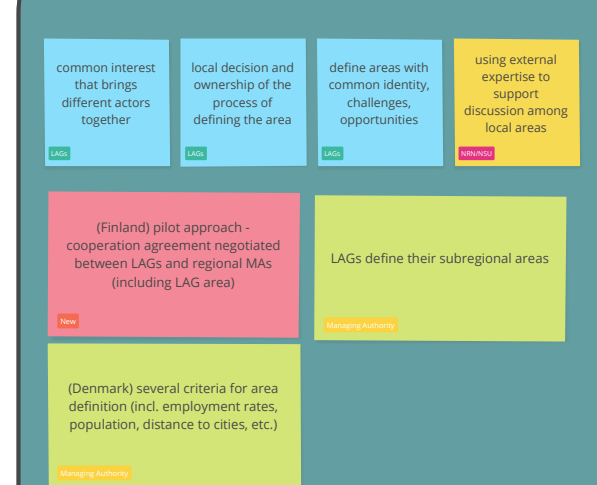 common interest
that brings
different actors
together
LAGs
local decision and
ownership of the
process of
defining the area
LAGs
define areas with
common identity,
challenges,
opportunities
LAGs
using external
expertise to
support
discussion among
local areas
NRN/NSU
(Finland) pilot approach -
cooperation agreement negotiated
between LAGs and regional MAs
(including LAG area)
New
LAGs define their subregional areas
Managing Authority
(Denmark) several criteria for area
definition (incl. employment rates,
population, distance to cities, etc.)
Managing Authority